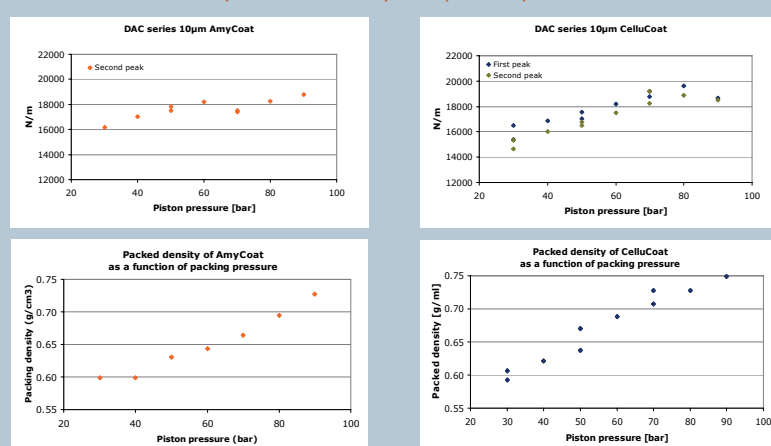 DAC series 10µm AmyCoat
22000
20000
18000
16000
14000
12000
N/m
Second peak
20 40 60 80 100
Piston pressure [bar]
DAC series 10µm CelluCoat
22000
20000
18000
16000
14000
12000
N/m
First peak
Second peak
20 40 60 80 100
Piston pressure [bar]
Packed density of AmyCoat
as a function of packing pressure
0.75
0.70
0.65
0.60
0.55
Packing density (g/cm3)
20 40 60 80 100
Piston pressure (bar)
Packed density of CelluCoat
as a function of packing pressure
0.75
0.70
0.65
0.60
0.55
Packed density [g/ml]
20 30 40 50 60 70 80 90 100
Piston pressure [bar]